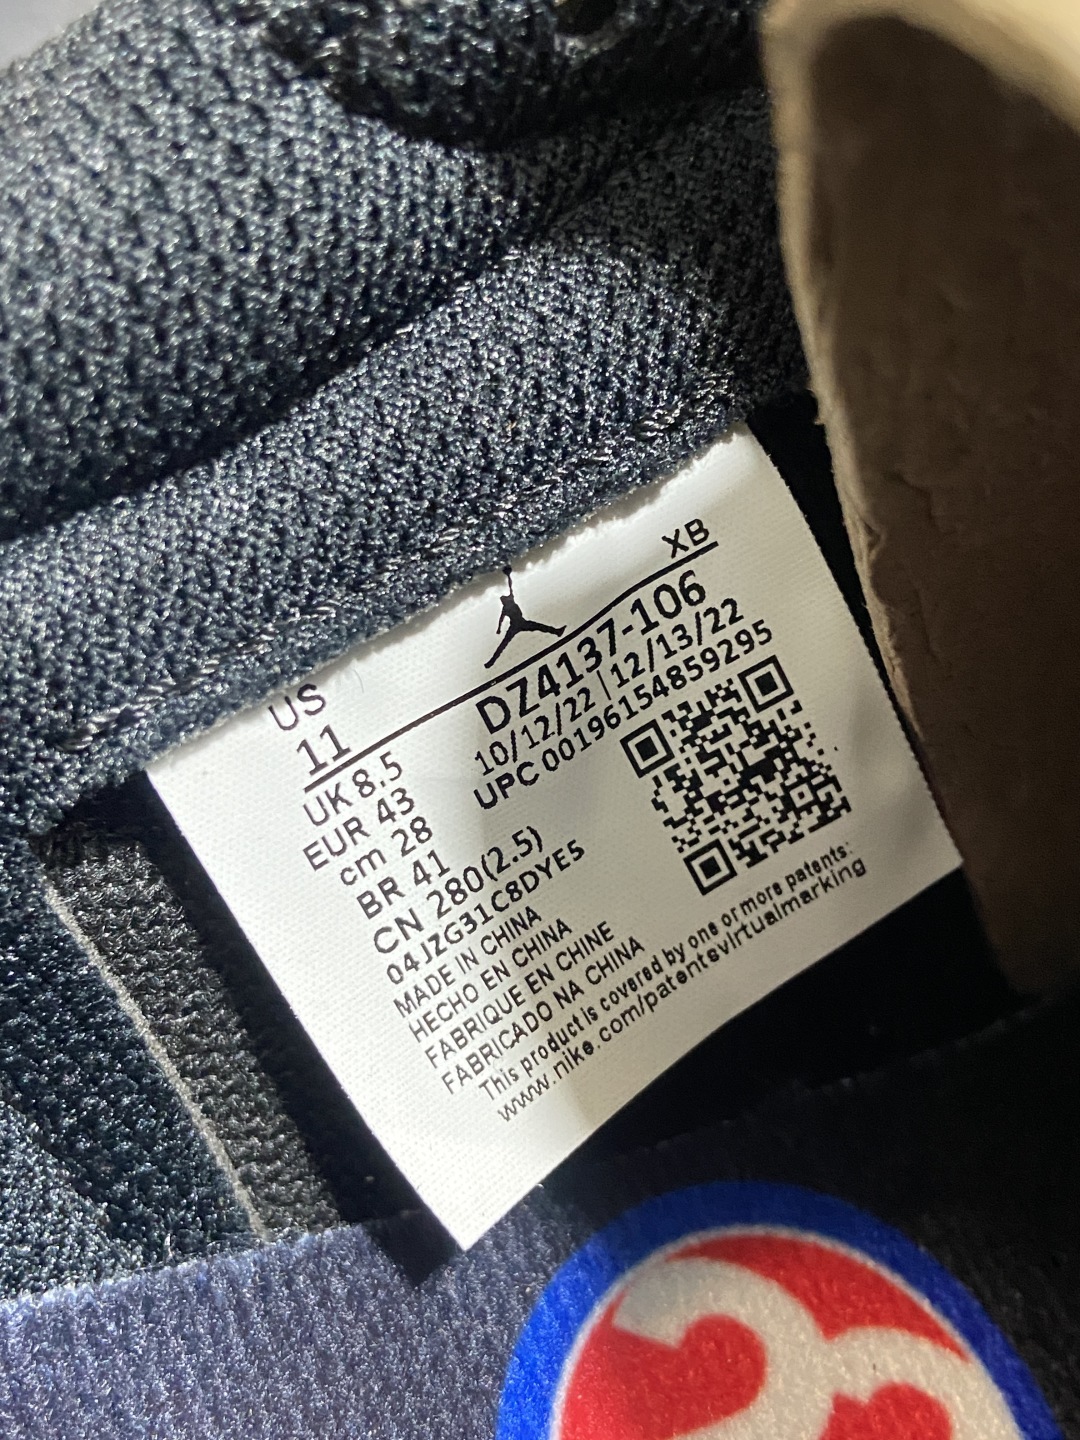 XB
US
11
DZ4137-106
10/12/22 | 12/13/22
UPC 00196154859295
UK 8.5
EUR 43
cm 28
BR 41
CN 280(2.5)
04JZG31C8DYE5
MADE IN CHINA
HECHO EN CHINA
FABRIQUE EN CHINE
FABRICADO NA CHINA
This product is covered by one or more patents:
www.nike.com/patentsvirtualmarking